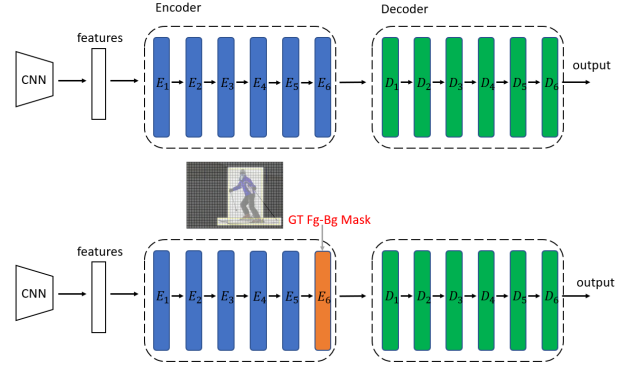 Encoder
Decoder
features
CNN
E1 E2 E3 E4 E5 E6
D1 D2 D3 D4 D5 D6
output
GT Fg-Bg Mask
features
CNN
E1 E2 E3 E4 E5 E6
D1 D2 D3 D4 D5 D6
output